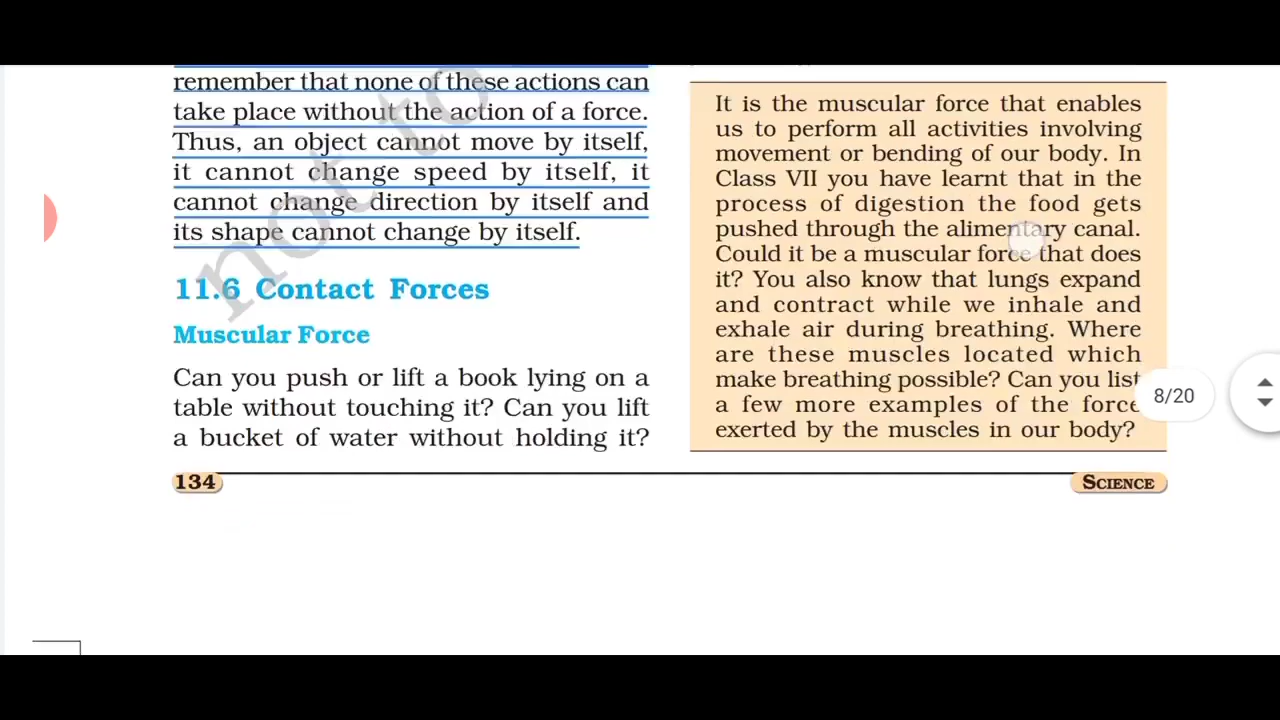 remember that none of these actions can
take place without the action of a force.
Thus, an object cannot move by itself,
it cannot change speed by itself, it
cannot change direction by itself and
its shape cannot change by itself.
11.6 Contact Forces
Muscular Force
Can you push or lift a book lying on a
table without touching it? Can you lift
a bucket of water without holding it?
It is the muscular force that enables
us to perform all activities involving
movement or bending of our body. In
Class VII you have learnt that in the
process of digestion the food gets
pushed through the alimentary canal.
Could it be a muscular force that does
it? You also know that lungs expand
and contract while we inhale and
exhale air during breathing. Where
are these muscles located which
make breathing possible? Can you list
a few more examples of the force
exerted by the muscles in our body?
8/20
134
SCIENCE
not to